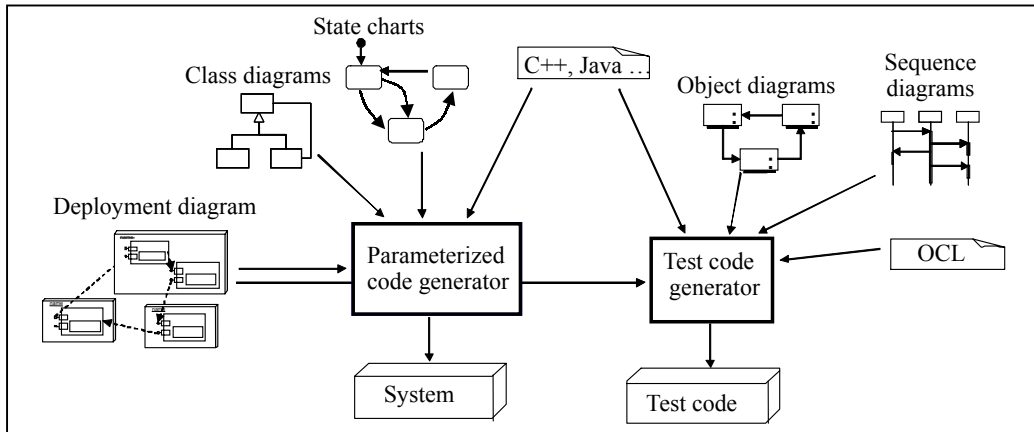 State charts
Class diagrams
C++, Java …
Object diagrams
Sequence
diagrams
Deployment diagram
Parameterized
code generator
Test code
generator
OCL
System
Test code